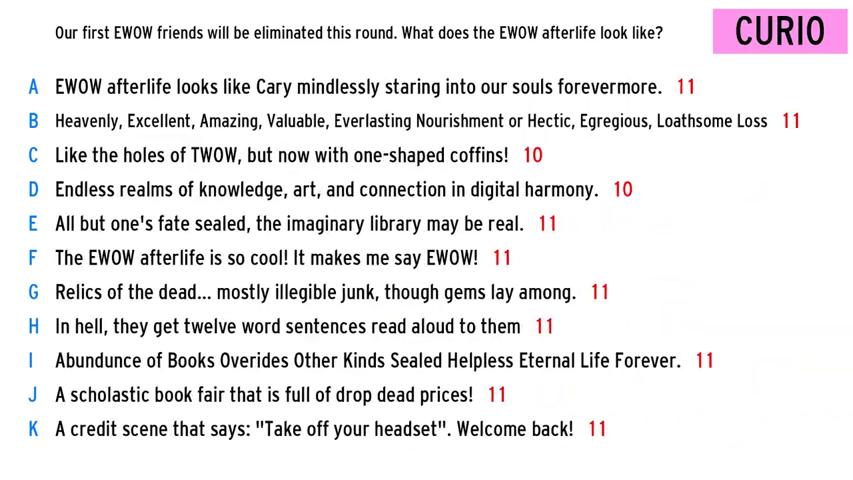 Our first EWOW friends will be eliminated this round. What does the EWOW afterlife look like?
CURIO
A EWOW afterlife looks like Cary mindlessly staring into our souls forevermore. 11
B Heavenly, Excellent, Amazing, Valuable, Everlasting Nourishment or Hectic, Egregious, Loathsome Loss 11
C Like the holes of TWOW, but now with one-shaped coffins! 10
D Endless realms of knowledge, art, and connection in digital harmony. 10
E All but one's fate sealed, the imaginary library may be real. 11
F The EWOW afterlife is so cool! It makes me say EWOW! 11
G Relics of the dead... mostly illegible junk, though gems lay among. 11
H In hell, they get twelve word sentences read aloud to them 11
I Abundunce of Books Overides Other Kinds Sealed Helpless Eternal Life Forever. 11
J A scholastic book fair that is full of drop dead prices! 11
K A credit scene that says: "Take off your headset". Welcome back! 11